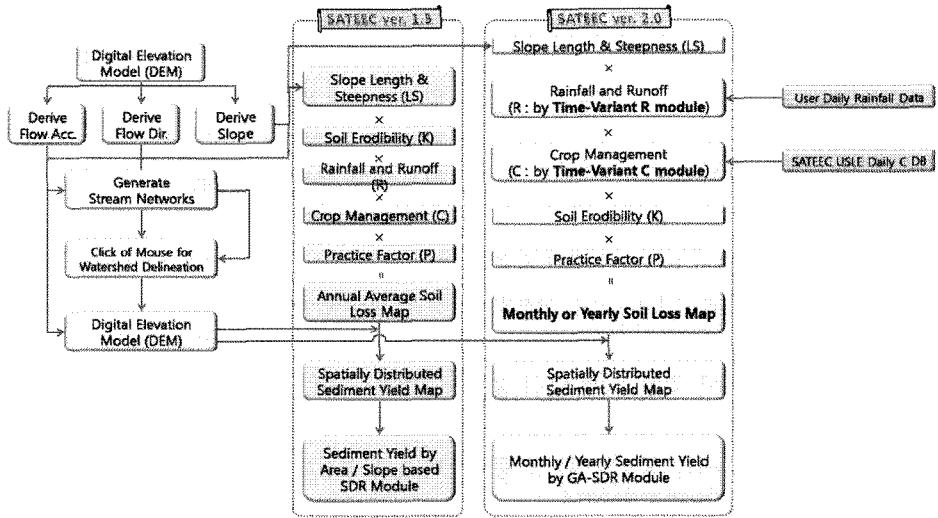 SATEEC ver. 1.5
SATEEC ver. 2.0
Digital Elevation
Model (DEM)
Derive
Flow Acc.
Derive
Flow Dir.
Derive
Slope
Generate
Stream Networks
Click of Mouse for
Watershed Delineation
Digital Elevation
Model (DEM)
Slope Length &
Steepness (LS)
×
Soil Erodibility (K)
×
Rainfall and Runoff
(R)
×
Crop Management (C)
×
Practice Factor (P)
=
Annual Average Soil
Loss Map
Spatially Distributed
Sediment Yield Map
Sediment Yield by
Area / Slope based
SDR Module
Slope Length & Steepness (LS)
×
Rainfall and Runoff
(R : by Time-Variant R module)
×
Crop Management
(C : by Time-Variant C module)
×
Soil Erodibility (K)
×
Practice Factor (P)
=
Monthly or Yearly Soil Loss Map
Spatially Distributed
Sediment Yield Map
Monthly / Yearly Sediment Yield
by GA-SDR Module
User Daily Rainfall Data
SATEEC USLE Daily C DB